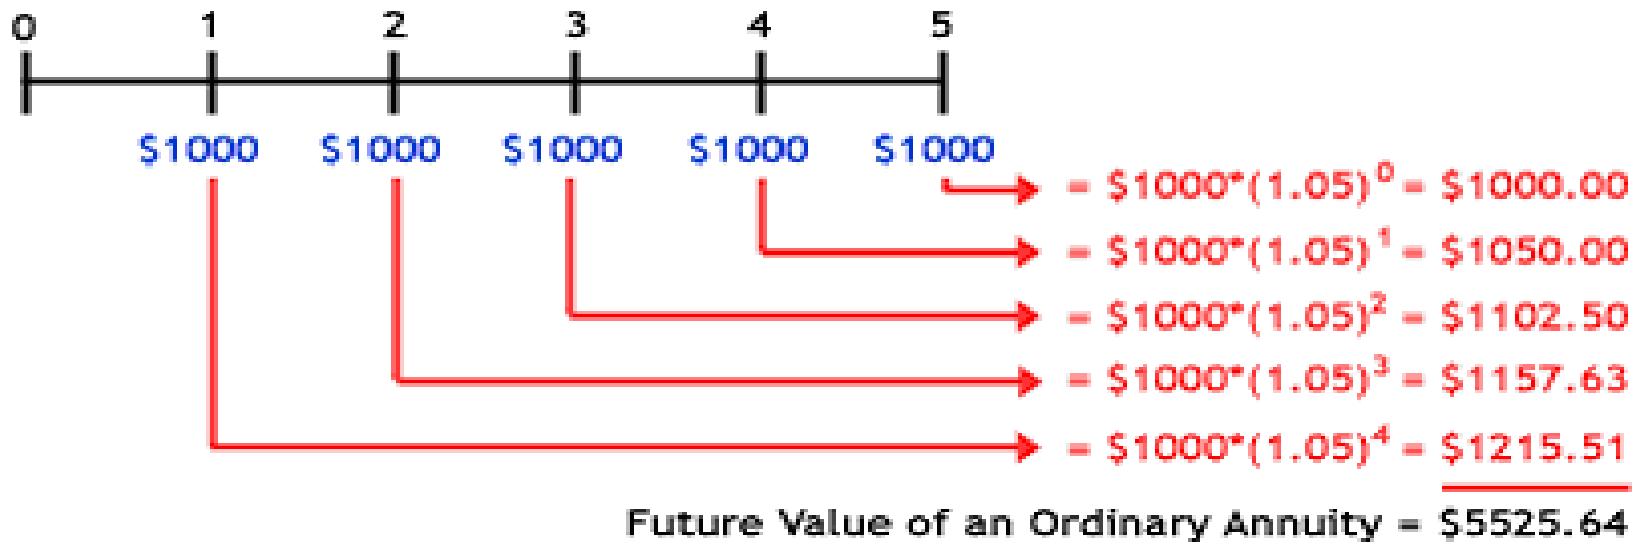 0 1 2 3 4 5
$1000 $1000 $1000 $1000 $1000
= $1000*(1.05)^0 = $1000.00
= $1000*(1.05)^1 = $1050.00
= $1000*(1.05)^2 = $1102.50
= $1000*(1.05)^3 = $1157.63
= $1000*(1.05)^4 = $1215.51
Future Value of an Ordinary Annuity = $5525.64